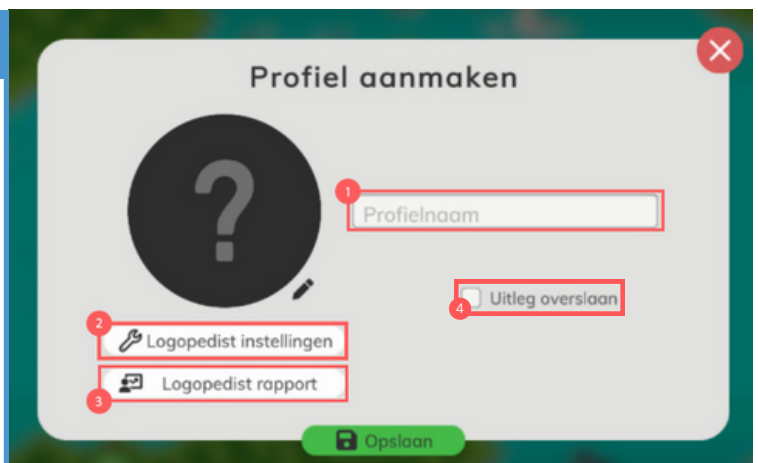 Profiel aanmaken
?
1
Profielnaam
4
Uitleg overslaan
2
Logopedist instellingen
3
Logopedist rapport
Opslaan